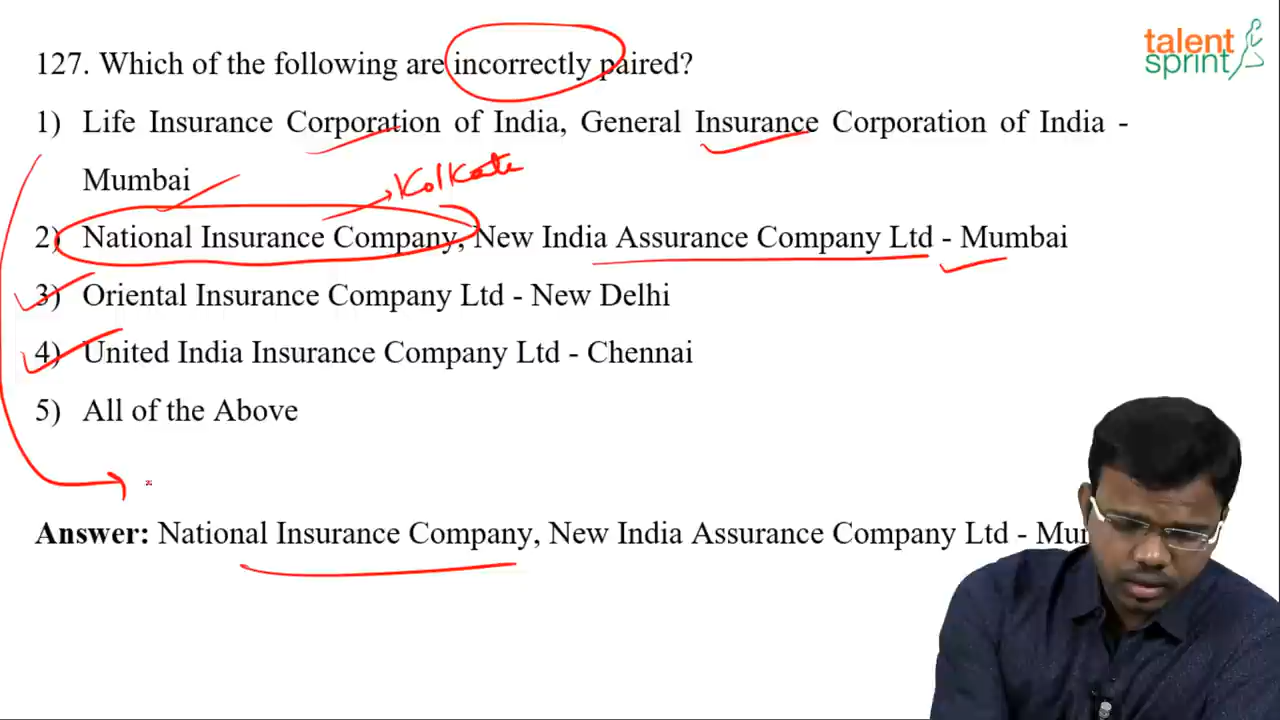 talent
sprint
127. Which of the following are incorrectly paired?
1) Life Insurance Corporation of India, General Insurance Corporation of India -
Mumbai
Kolkate
2) National Insurance Company, New India Assurance Company Ltd - Mumbai
3) Oriental Insurance Company Ltd - New Delhi
4) United India Insurance Company Ltd - Chennai
5) All of the Above
Answer: National Insurance Company, New India Assurance Company Ltd - Mu